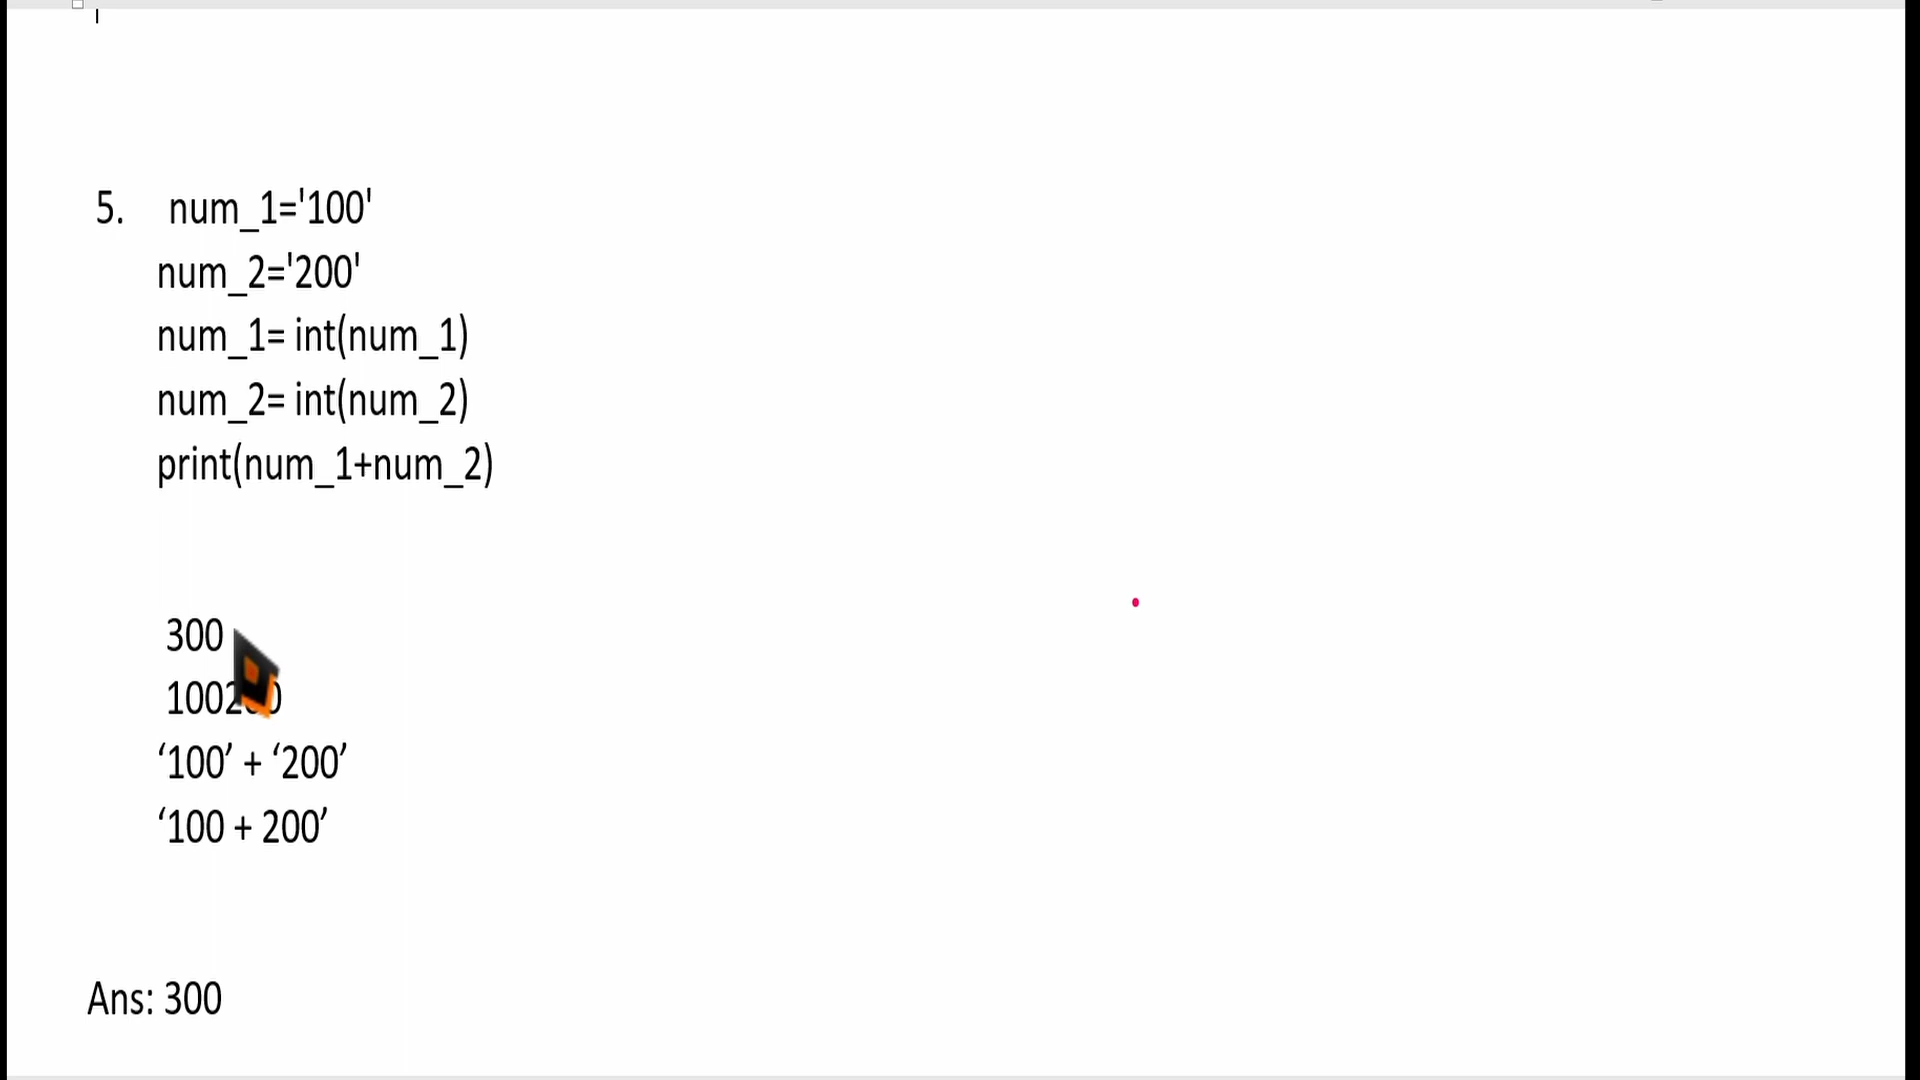 5. num_1='100'
num_2='200'
num_1= int(num_1)
num_2= int(num_2)
print(num_1+num_2)
300
100200
‘100’ + ‘200’
‘100 + 200’
Ans: 300